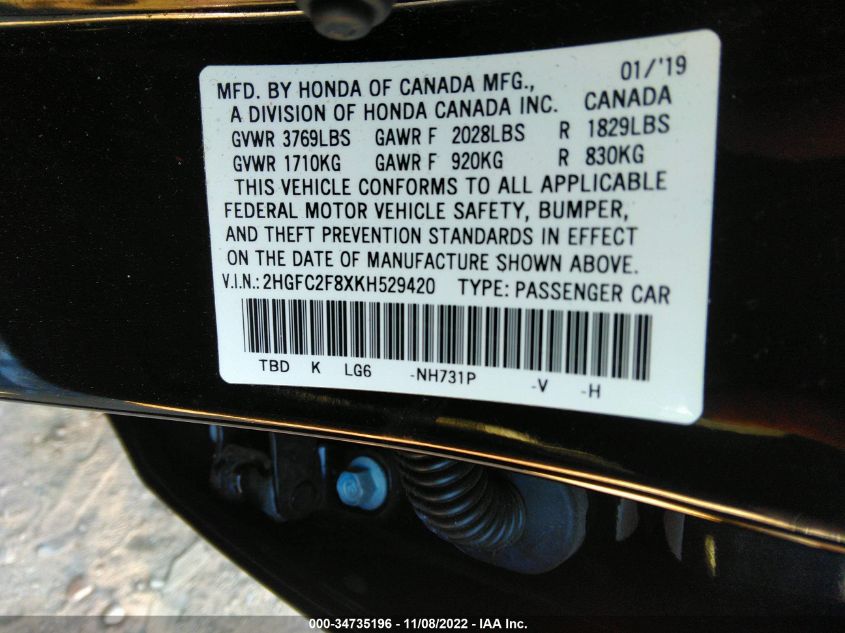 MFD. BY HONDA OF CANADA MFG., 01/'19
A DIVISION OF HONDA CANADA INC. CANADA
GVWR 3769LBS GAWR F 2028LBS R 1829LBS
GVWR 1710KG GAWR F 920KG R 830KG
THIS VEHICLE CONFORMS TO ALL APPLICABLE
FEDERAL MOTOR VEHICLE SAFETY, BUMPER,
AND THEFT PREVENTION STANDARDS IN EFFECT
ON THE DATE OF MANUFACTURE SHOWN ABOVE.
V.I.N.: 2HGFC2F8XKH529420 TYPE: PASSENGER CAR
TBD K LG6 -NH731P -V -H
000-34735196 - 11/08/2022 - IAA Inc.